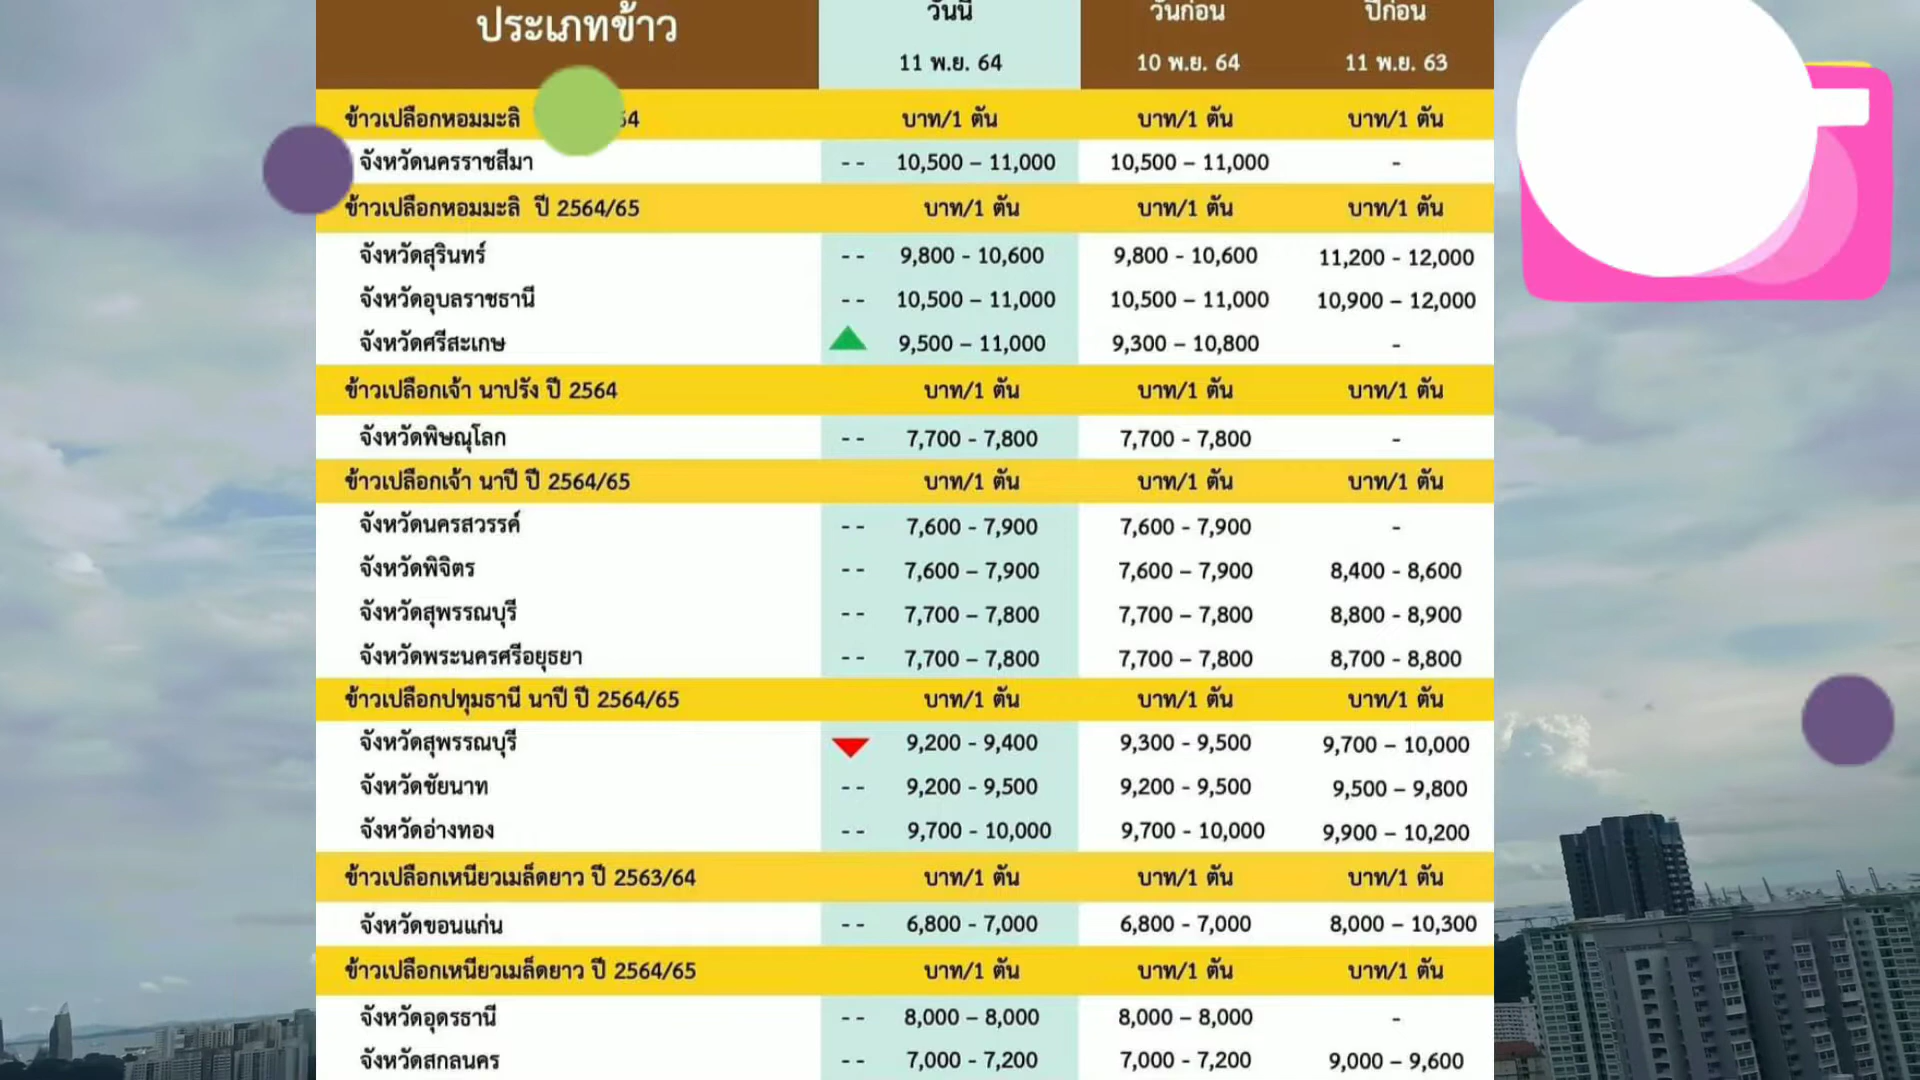 ประเภทข้าว วันนี้ วันก่อน ปีก่อน
11 พ.ย. 64 10 พ.ย. 64 11 พ.ย. 63
ข้าวเปลือกหอมมะลิ 64 บาท/1 ตัน บาท/1 ตัน บาท/1 ตัน
จังหวัดนครราชสีมา - - 10,500 – 11,000 10,500 – 11,000 -
ข้าวเปลือกหอมมะลิ ปี 2564/65 บาท/1 ตัน บาท/1 ตัน บาท/1 ตัน
จังหวัดสุรินทร์ - - 9,800 - 10,600 9,800 - 10,600 11,200 - 12,000
จังหวัดอุบลราชธานี - - 10,500 – 11,000 10,500 – 11,000 10,900 – 12,000
จังหวัดศรีสะเกษ 9,500 – 11,000 9,300 – 10,800 -
ข้าวเปลือกเจ้า นาปรัง ปี 2564 บาท/1 ตัน บาท/1 ตัน บาท/1 ตัน
จังหวัดพิษณุโลก - - 7,700 - 7,800 7,700 - 7,800 -
ข้าวเปลือกเจ้า นาปี ปี 2564/65 บาท/1 ตัน บาท/1 ตัน บาท/1 ตัน
จังหวัดนครสวรรค์ - - 7,600 - 7,900 7,600 - 7,900 -
จังหวัดพิจิตร - - 7,600 – 7,900 7,600 – 7,900 8,400 - 8,600
จังหวัดสุพรรณบุรี - - 7,700 – 7,800 7,700 – 7,800 8,800 - 8,900
จังหวัดพระนครศรีอยุธยา - - 7,700 – 7,800 7,700 – 7,800 8,700 - 8,800
ข้าวเปลือกปทุมธานี นาปี ปี 2564/65 บาท/1 ตัน บาท/1 ตัน บาท/1 ตัน
จังหวัดสุพรรณบุรี 9,200 - 9,400 9,300 - 9,500 9,700 – 10,000
จังหวัดชัยนาท - - 9,200 - 9,500 9,200 - 9,500 9,500 – 9,800
จังหวัดอ่างทอง - - 9,700 - 10,000 9,700 - 10,000 9,900 – 10,200
ข้าวเปลือกเหนียวเมล็ดยาว ปี 2563/64 บาท/1 ตัน บาท/1 ตัน บาท/1 ตัน
จังหวัดขอนแก่น - - 6,800 - 7,000 6,800 - 7,000 8,000 – 10,300
ข้าวเปลือกเหนียวเมล็ดยาว ปี 2564/65 บาท/1 ตัน บาท/1 ตัน บาท/1 ตัน
จังหวัดอุดรธานี - - 8,000 – 8,000 8,000 – 8,000 -
จังหวัดสกลนคร - - 7,000 - 7,200 7,000 - 7,200 9,000 – 9,600